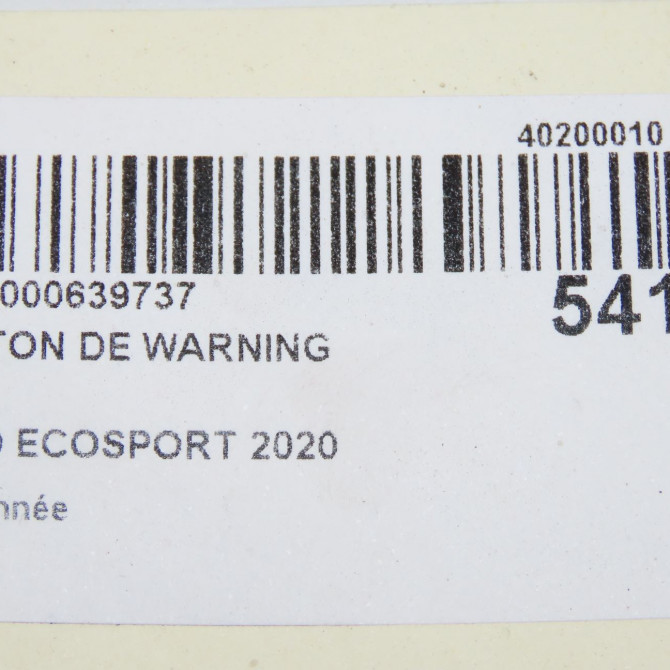 40200010
000639737
541
TON DE WARNING
ECOSPORT 2020
nnée